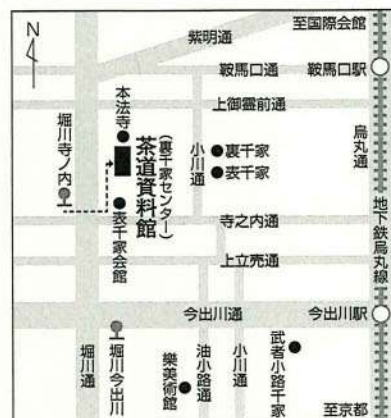 N
至国際会館
紫明通
鞍馬口通
鞍馬口駅
上御霊前通
本法寺
堀川寺ノ内
茶道資料館
(裏千家センター)
小川通
裏千家
表千家
烏丸通
表千家会館
寺之内通
上立売通
地下鉄烏丸線
今出川通
今出川駅
堀川通
堀川今出川
樂美術館
油小路通
小川通
武者小路千家
至京都